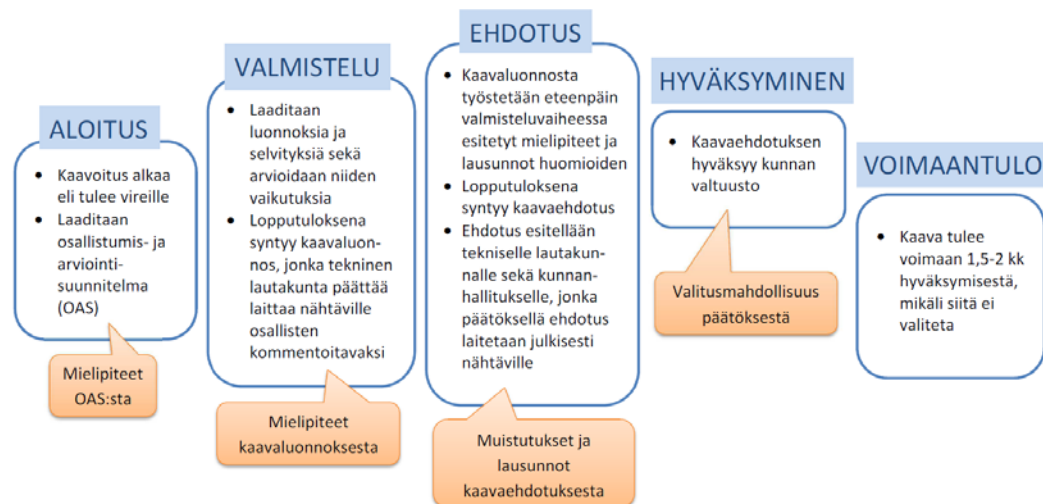 ALOITUS
• Kaavoitus alkaa
eli tulee vireille
• Laaditaan
osallistumis- ja
arviointi-
suunnitelma
(OAS)
Mielipiteet
OAS:sta
VALMISTELU
• Laaditaan
luonnoksia ja
selvityksiä sekä
arvioidaan niiden
vaikutuksia
• Lopputuloksena
syntyy kaavaluon-
nos, jonka tekninen
lautakunta päättää
laittaa nähtäville
osallisten
kommentoitavaksi
Mielipiteet
kaavaluonnoksesta
EHDOTUS
• Kaavaluonnosta
työstetään eteenpäin
valmisteluvaiheessa
esitetyt mielipiteet ja
lausunnot huomioiden
• Lopputuloksena
syntyy kaavaehdotus
• Ehdotus esitellään
tekniselle lautakun-
nalle sekä kunnan-
hallitukselle, jonka
päätöksellä ehdotus
laitetaan julkisesti
nähtäville
Muistutukset ja
lausunnot
kaavaehdotuksesta
HYVÄKSYMINEN
• Kaavaehdotuksen
hyväksyy kunnan
valtuusto
Valitusmahdollisuus
päätöksestä
VOIMAANTULO
• Kaava tulee
voimaan 1,5-2 kk
hyväksymisestä,
mikäli siitä ei
valiteta